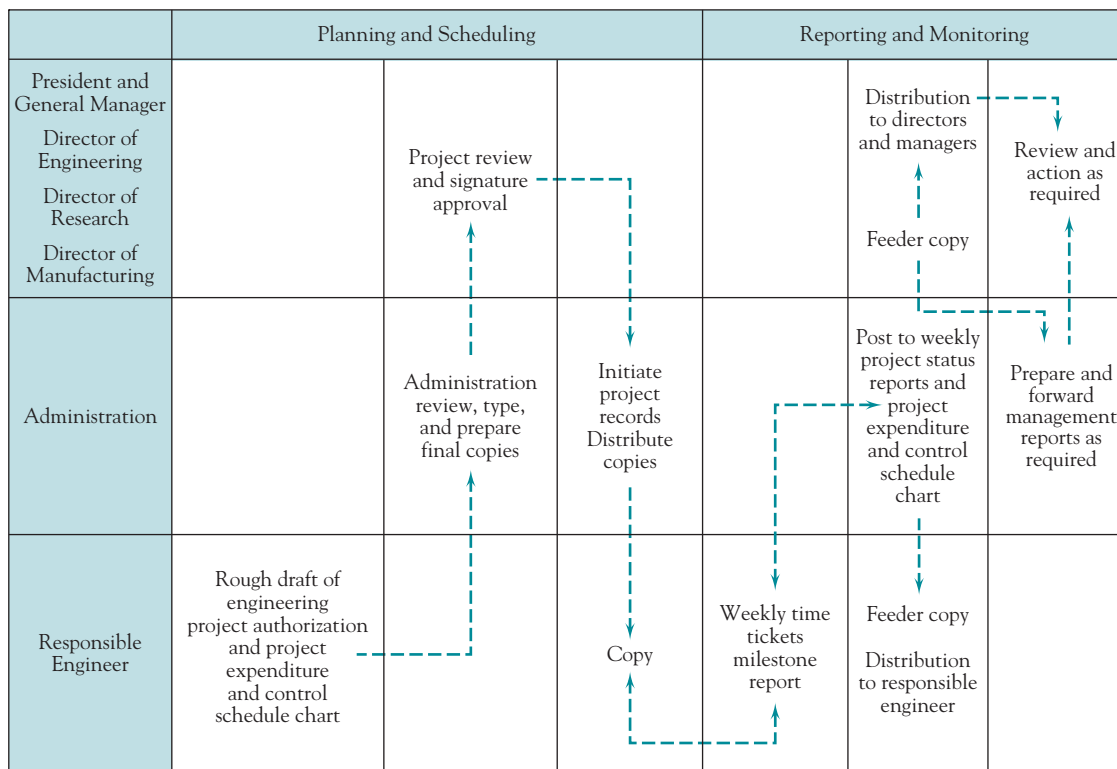 Planning and Scheduling
Reporting and Monitoring
President and
General Manager
Director of
Engineering
Director of
Research
Director of
Manufacturing
Project review
and signature
approval
Distribution
to directors
and managers
Feeder copy
Review and
action as
required
Administration
Administration
review, type,
and prepare
final copies
Initiate
project
records
Distribute
copies
Post to weekly
project status
reports and
project
expenditure
and control
schedule
chart
Prepare and
forward
management
reports as
required
Responsible
Engineer
Rough draft of
engineering
project authorization
and project
expenditure
and control
schedule chart
Copy
Weekly time
tickets
milestone
report
Feeder copy
Distribution
to responsible
engineer